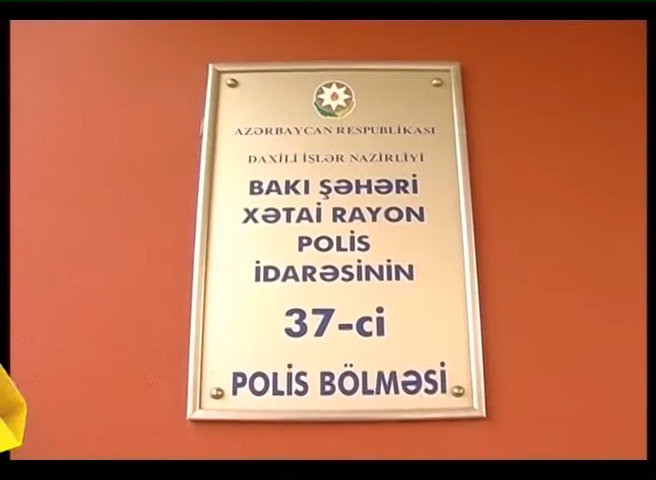 AZƏRBAYCAN RESPUBLİKASI
DAXİLİ İŞLƏR NAZİRLİYİ
BAKI ŞƏHƏRİ
XƏTAİ RAYON
POLİS
İDARƏSİNİN
37-ci
POLİS BÖLMƏSİ